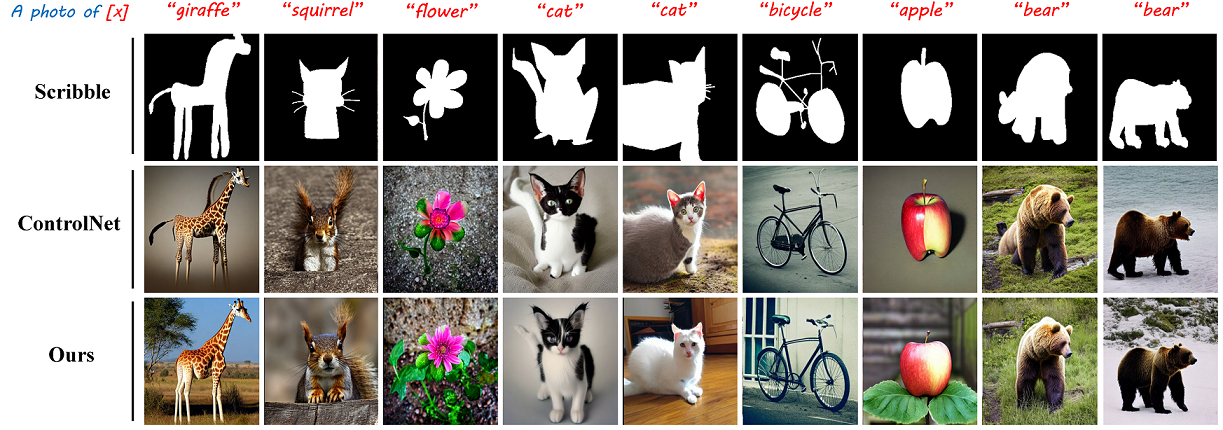 A photo of [x] “giraffe” “squirrel” “flower” “cat” “cat” “bicycle” “apple” “bear” “bear”
Scribble
ControlNet
Ours